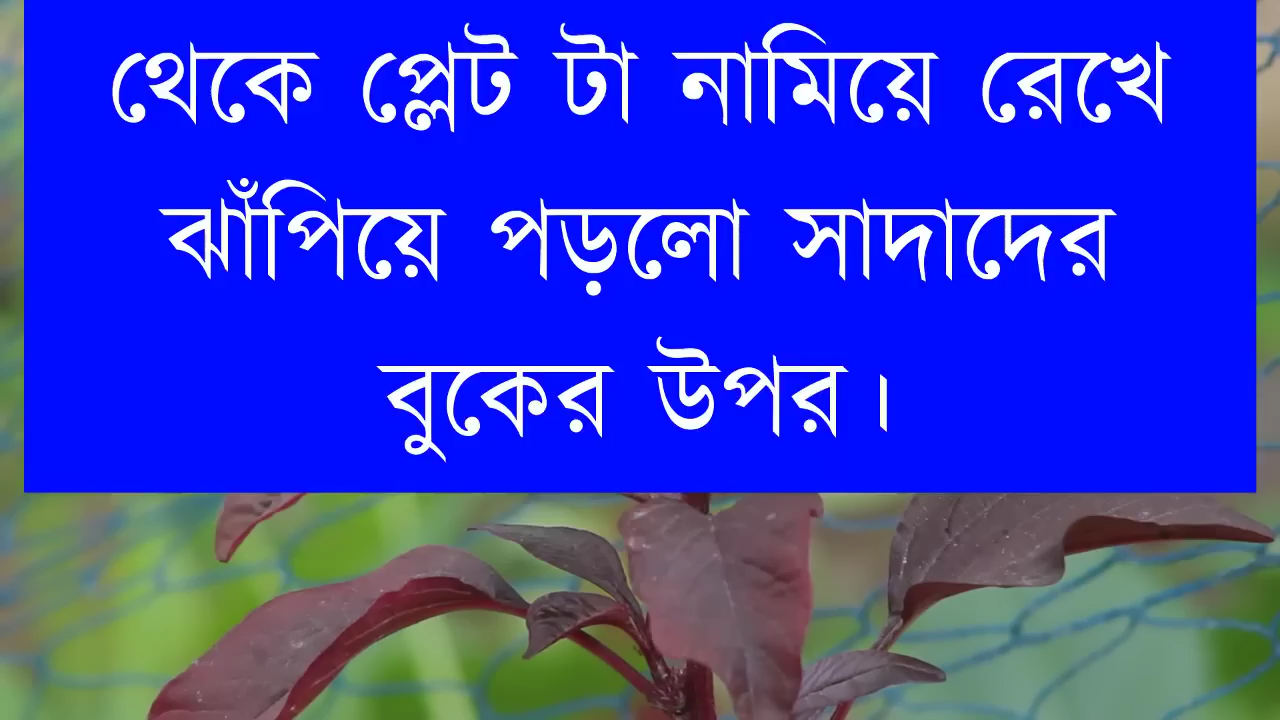 থেকে প্লেট টা নামিয়ে রেখে
ঝাঁপিয়ে পড়লো সাদাদের
বুকের উপর।